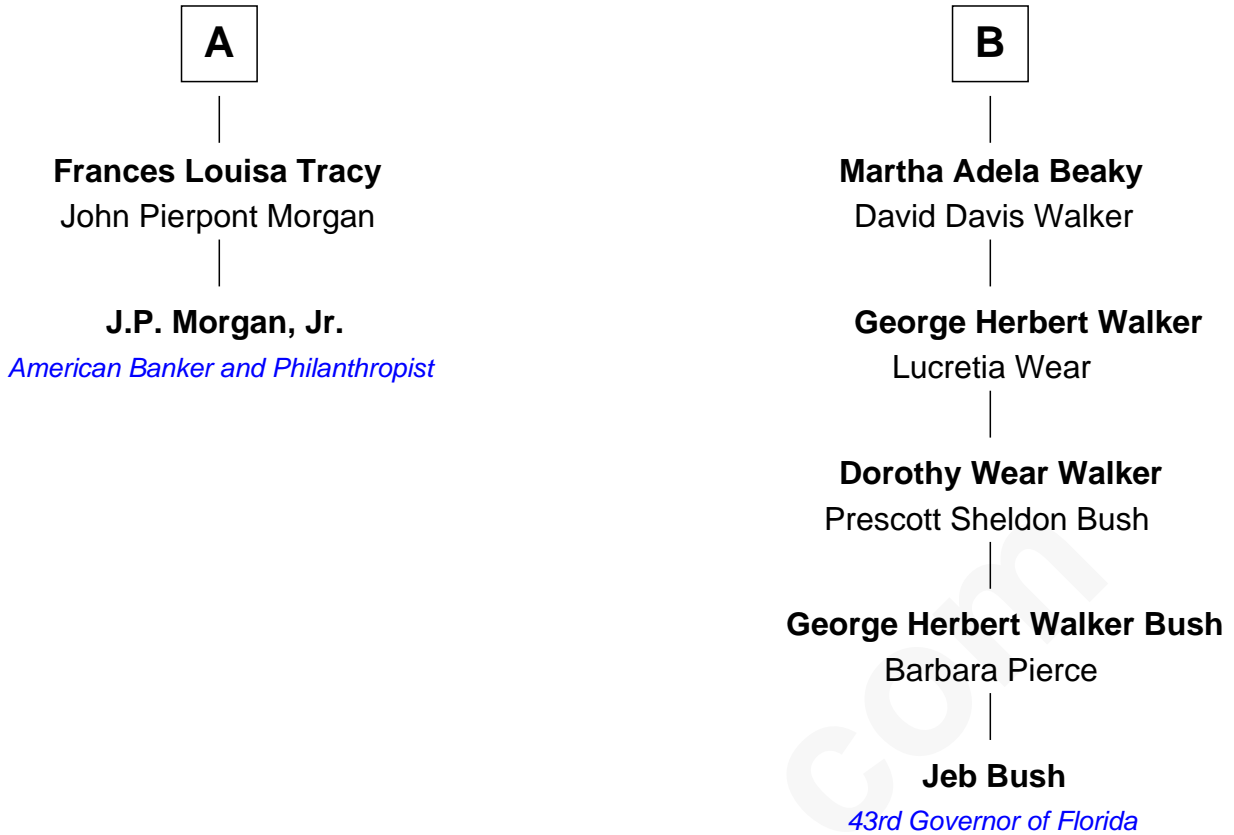 A
Frances Louisa Tracy
John Pierpont Morgan
J.P. Morgan, Jr.
American Banker and Philanthropist
B
Martha Adela Beaky
David Davis Walker
George Herbert Walker
Lucretia Wear
Dorothy Wear Walker
Prescott Sheldon Bush
George Herbert Walker Bush
Barbara Pierce
Jeb Bush
43rd Governor of Florida
com